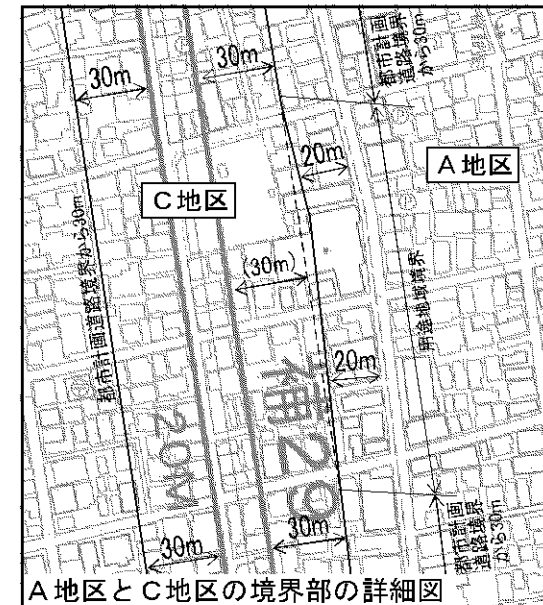 30m
30m
都市計画
道路境界
から30m
20m
A地区
C地区
都市計画道路境界から30m
(30m)
用途地域境界
20m
補29
20M
30m
30m
都市計画
道路境界
から30m
A地区とC地区の境界部の詳細図